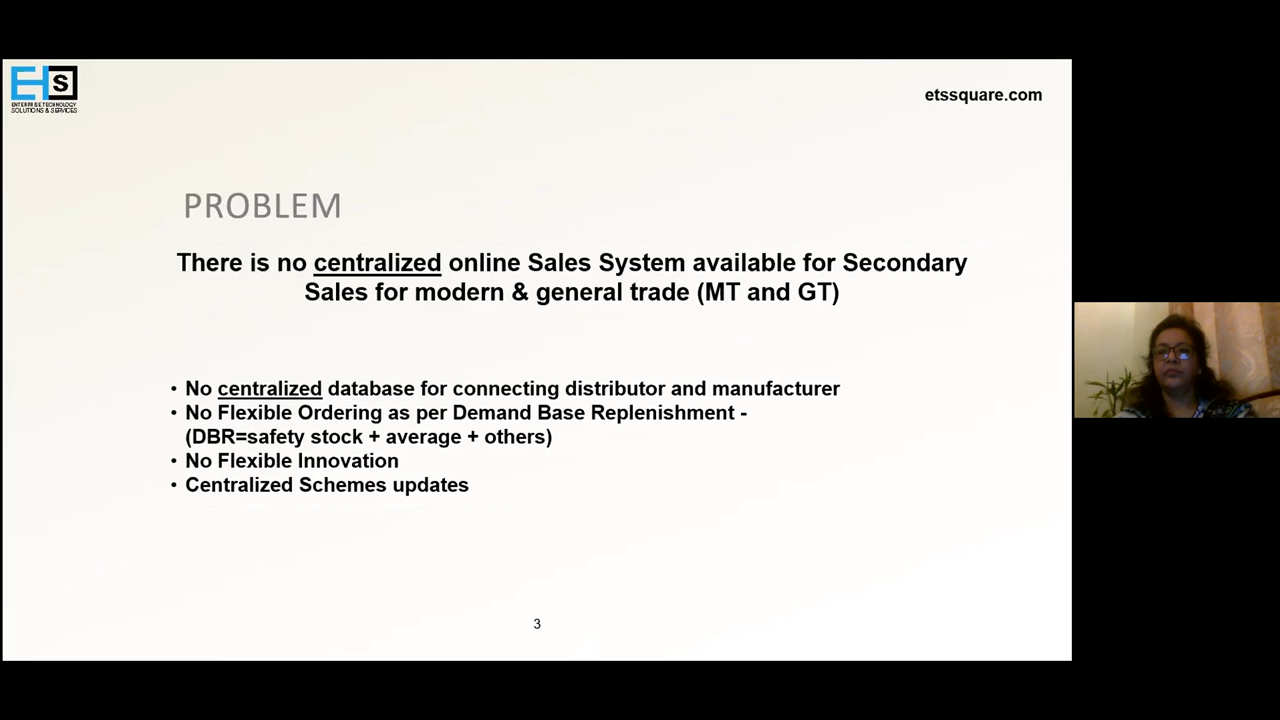 ETS
ENTERPRISE TECHNOLOGY
SOLUTIONS & SERVICES
etssquare.com
PROBLEM
There is no centralized online Sales System available for Secondary
Sales for modern & general trade (MT and GT)
• No centralized database for connecting distributor and manufacturer
• No Flexible Ordering as per Demand Base Replenishment -
(DBR=safety stock + average + others)
• No Flexible Innovation
• Centralized Schemes updates
3